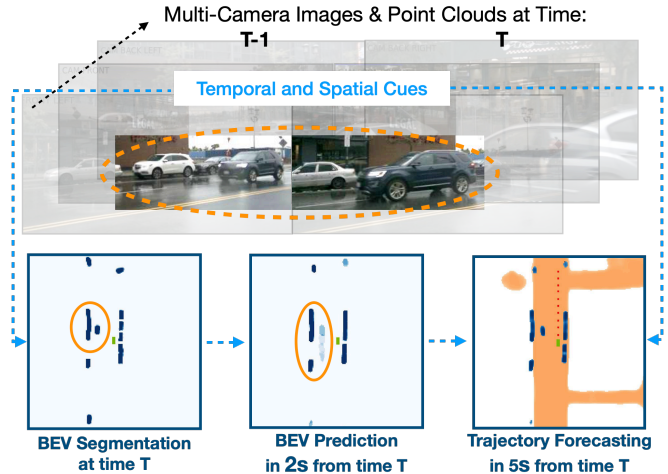 Multi-Camera Images & Point Clouds at Time:
T-1 T
Temporal and Spatial Cues
BEV Segmentation
at time T
BEV Prediction
in 2s from time T
Trajectory Forecasting
in 5s from time T